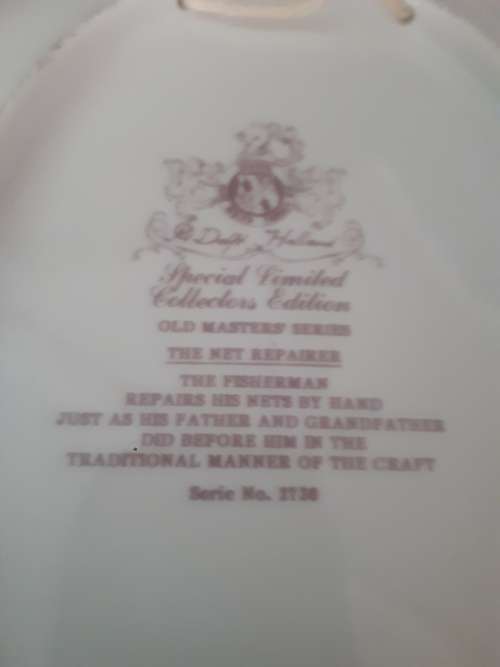 Delft Holland
Special Limited
Collectors Edition
OLD MASTERS' SERIES
THE NET REPAIRER
THE FISHERMAN
REPAIRS HIS NETS BY HAND
JUST AS HIS FATHER AND GRANDFATHER
DID BEFORE HIM IN THE
TRADITIONAL MANNER OF THE CRAFT
Serie No.